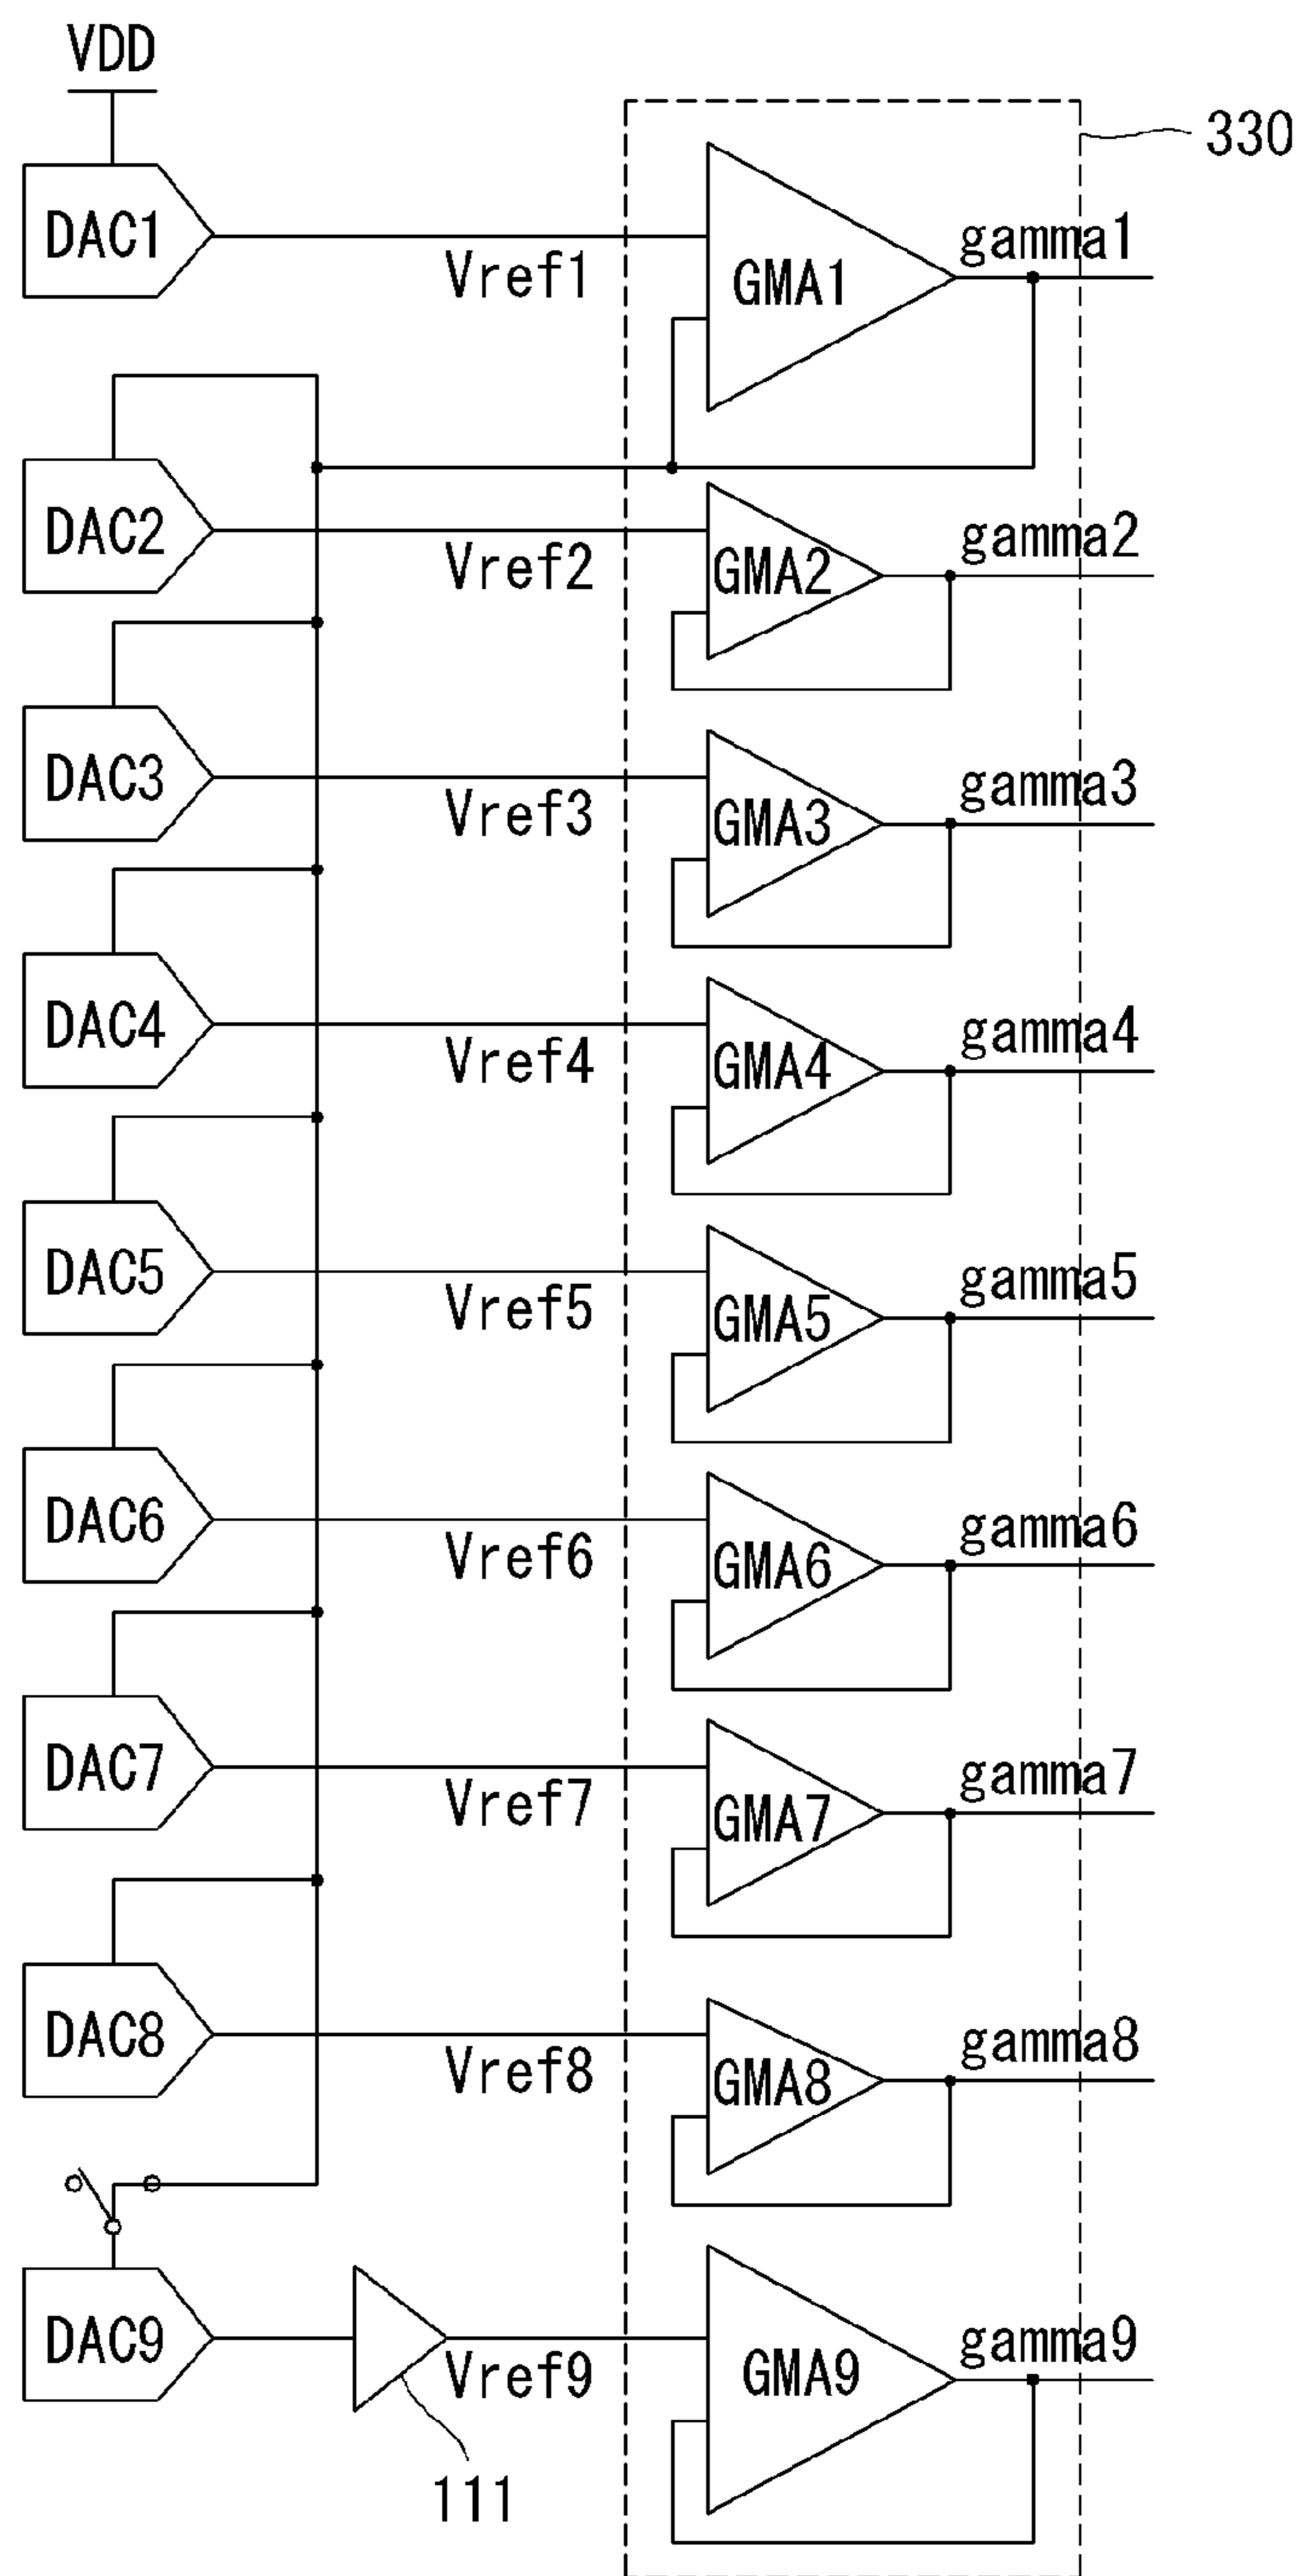 VDD
330
DAC1
Vref1
GMA1
gamma1
DAC2
Vref2
GMA2
gamma2
DAC3
Vref3
GMA3
gamma3
DAC4
Vref4
GMA4
gamma4
DAC5
Vref5
GMA5
gamma5
DAC6
Vref6
GMA6
gamma6
DAC7
Vref7
GMA7
gamma7
DAC8
Vref8
GMA8
gamma8
DAC9
Vref9
GMA9
gamma9
111